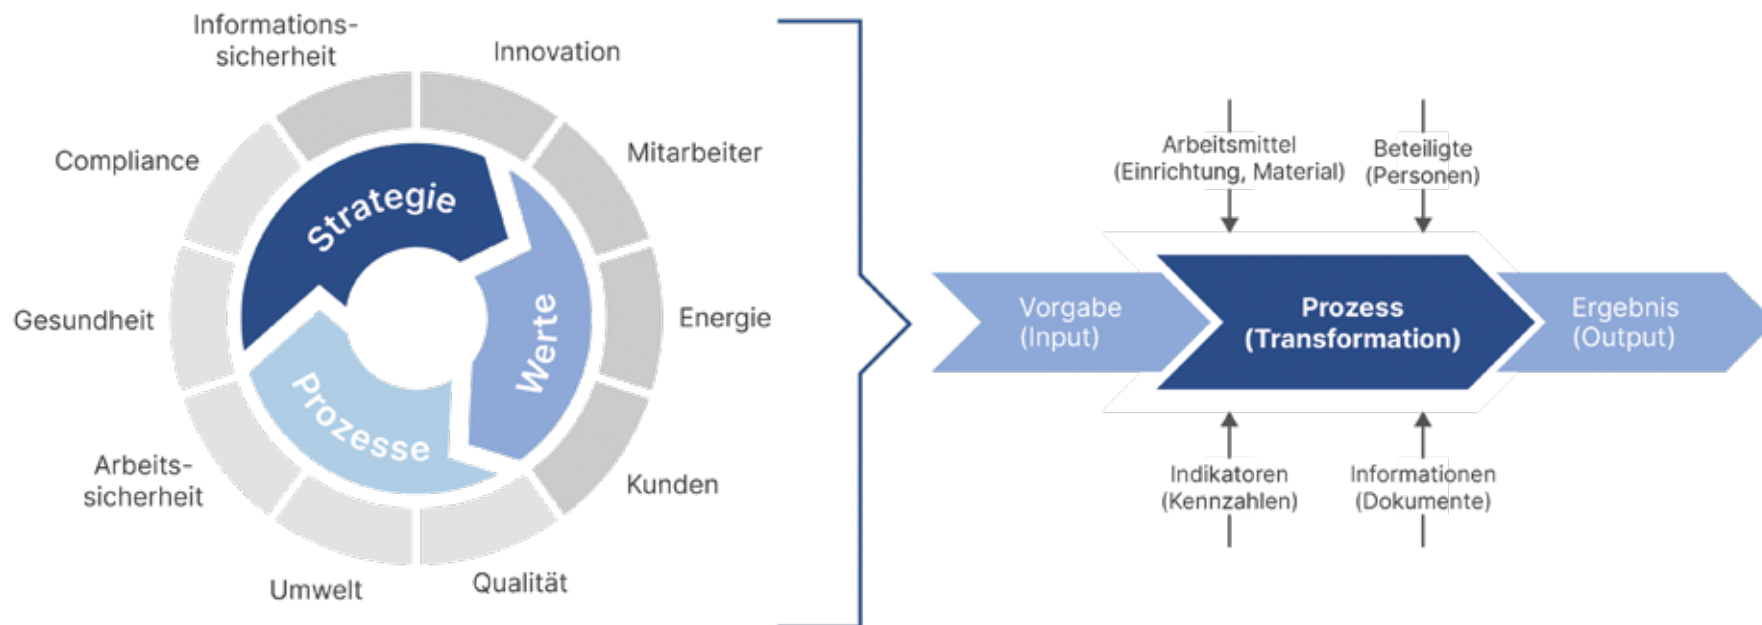 Informations-
sicherheit
Innovation
Compliance
Mitarbeiter
Gesundheit
Energie
Arbeits-
sicherheit
Kunden
Umwelt
Qualität
Strategie
Werte
Prozesse
Arbeitsmittel
(Einrichtung, Material)
Beteiligte
(Personen)
Vorgabe
(Input)
Prozess
(Transformation)
Ergebnis
(Output)
Indikatoren
(Kennzahlen)
Informationen
(Dokumente)